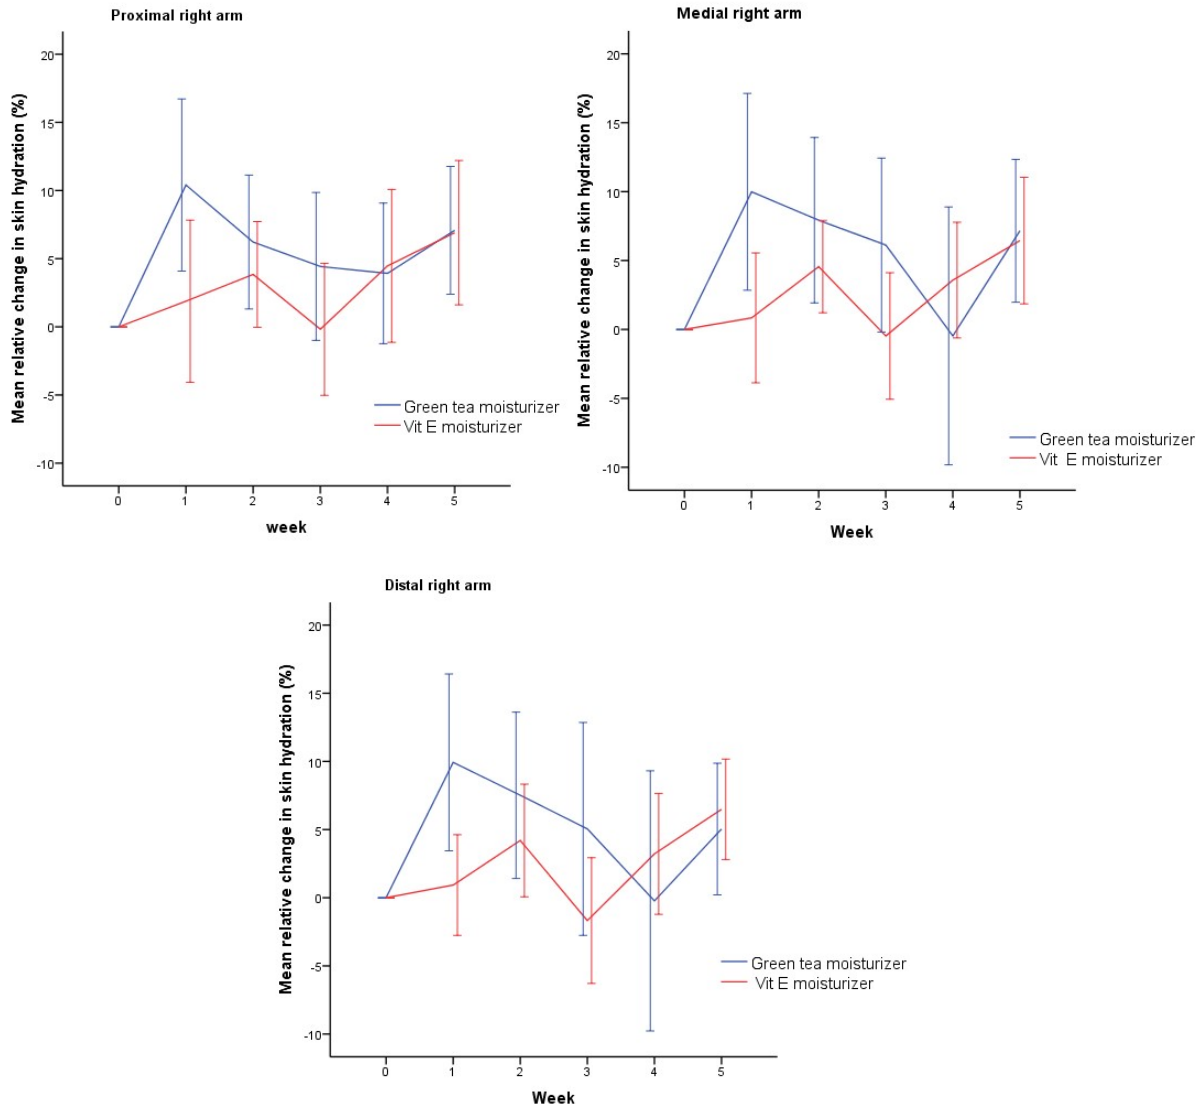 Proximal right arm
Mean relative change in skin hydration (%)
20
15
10
5
0
-5
-10
0 1 2 3 4 5
week
Green tea moisturizer
Vit E moisturizer
Medial right arm
Mean relative change in skin hydration (%)
20
15
10
5
0
-5
-10
0 1 2 3 4 5
Week
Green tea moisturizer
Vit E moisturizer
Distal right arm
Mean relative change in skin hydration (%)
20
15
10
5
0
-5
-10
0 1 2 3 4 5
Week
Green tea moisturizer
Vit E moisturizer